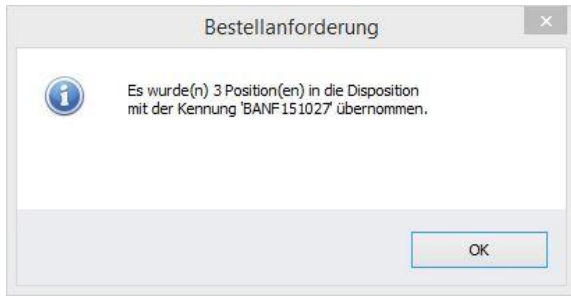 Bestellanforderung
Es wurde(n) 3 Position(en) in die Disposition
mit der Kennung 'BANF151027' übernommen.
OK